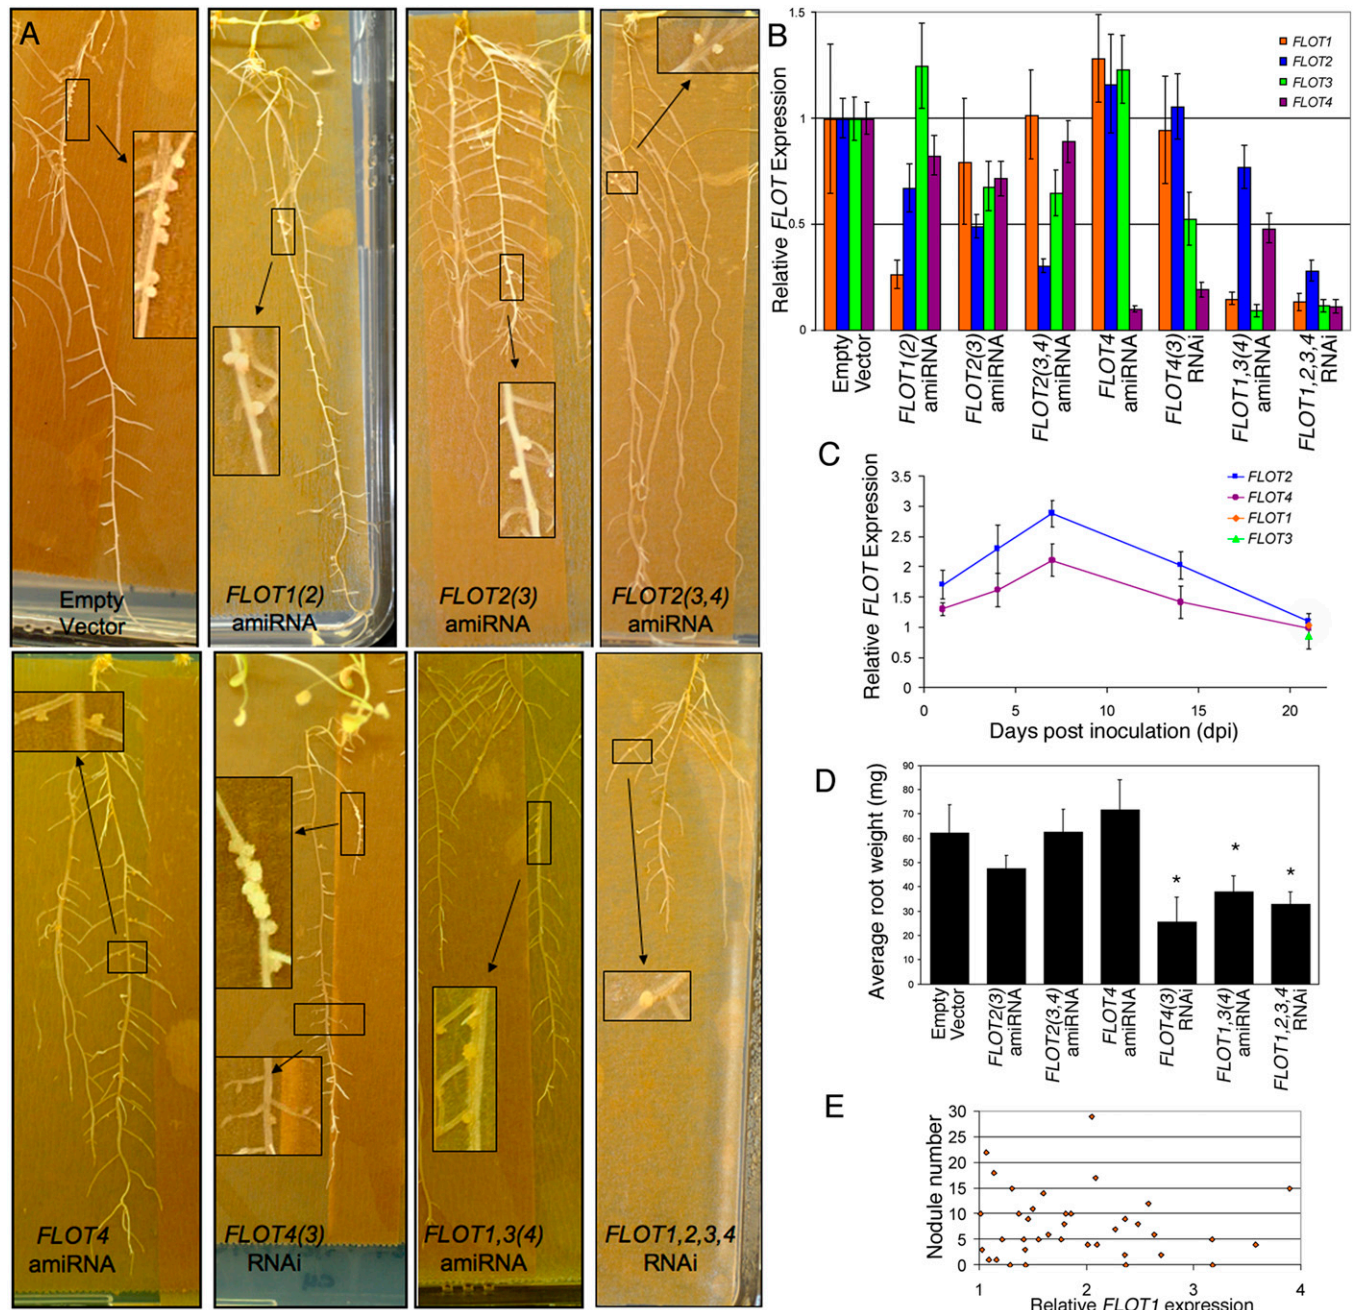 A
Empty
Vector
FLOT1(2)
amiRNA
FLOT2(3)
amiRNA
FLOT2(3,4)
amiRNA
FLOT4
amiRNA
FLOT4(3)
RNAi
FLOT1,3(4)
amiRNA
FLOT1,2,3,4
RNAi
B
Relative FLOT Expression
1.5
1
0.5
0
FLOT1
FLOT2
FLOT3
FLOT4
Empty
Vector
FLOT1(2)
amiRNA
FLOT2(3)
amiRNA
FLOT2(3,4)
amiRNA
FLOT4
amiRNA
FLOT4(3)
RNAi
FLOT1,3(4)
amiRNA
FLOT1,2,3,4
RNAi
C
Relative FLOT Expression
3.5
3
2.5
2
1.5
1
0.5
0
FLOT2
FLOT4
FLOT1
FLOT3
0 5 10 15 20
Days post inoculation (dpi)
D
Average root weight (mg)
90
80
70
60
50
40
30
20
10
0
* * *
Empty
Vector
FLOT2(3)
amiRNA
FLOT2(3,4)
amiRNA
FLOT4
amiRNA
FLOT4(3)
RNAi
FLOT1,3(4)
amiRNA
FLOT1,2,3,4
RNAi
E
Nodule number
30
25
20
15
10
5
0
1 2 3 4
Relative FLOT1 expression